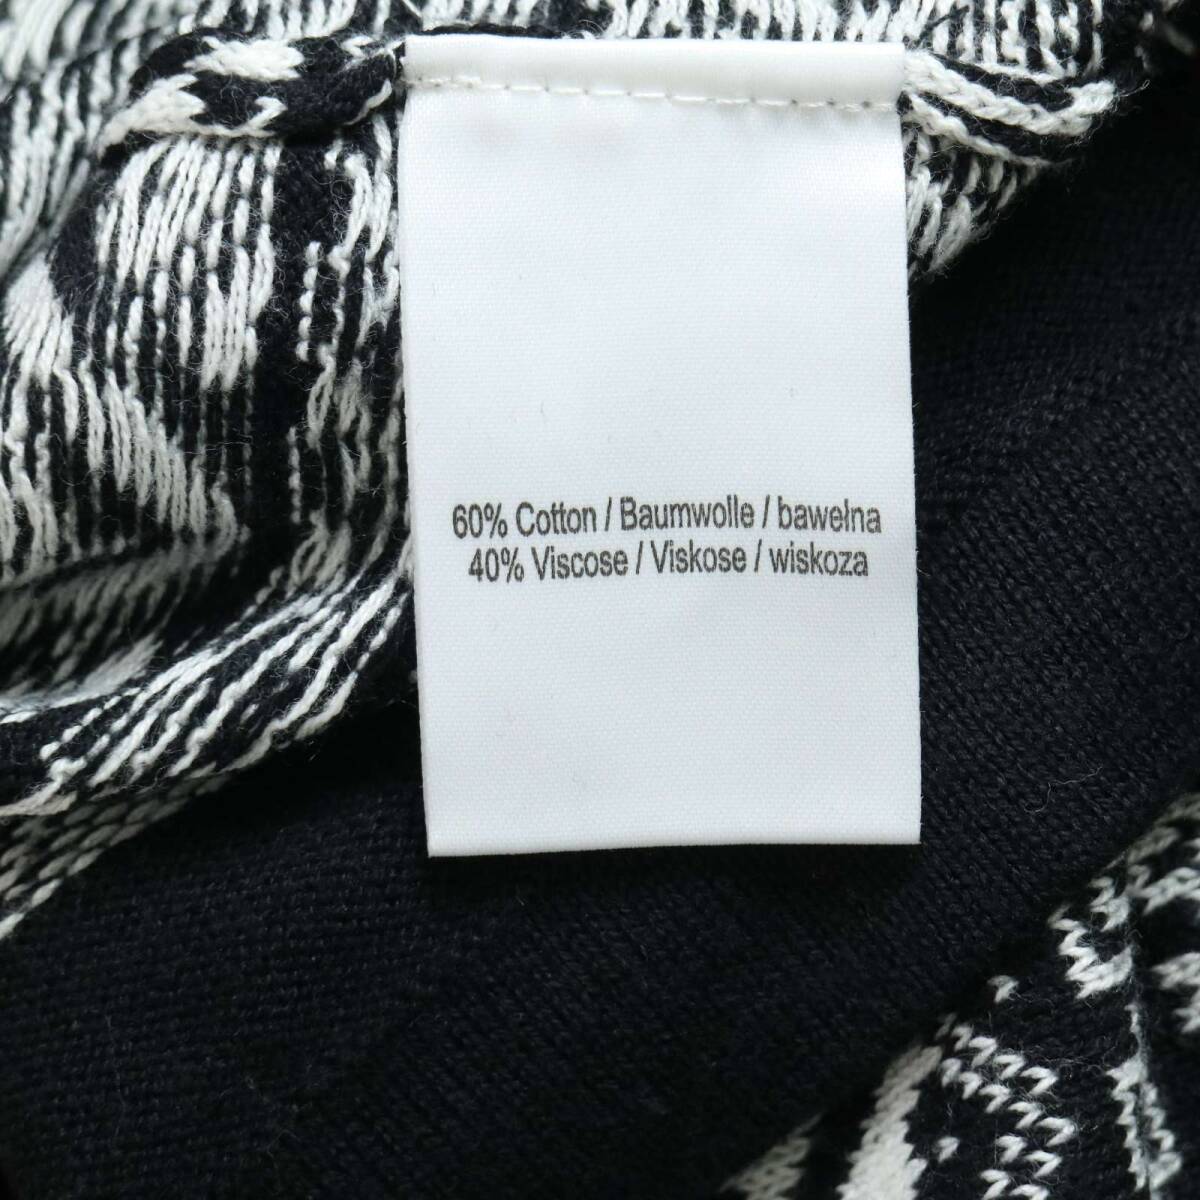 60% Cotton / Baumwolle / bawełna
40% Viscose / Viskose / wiskoza